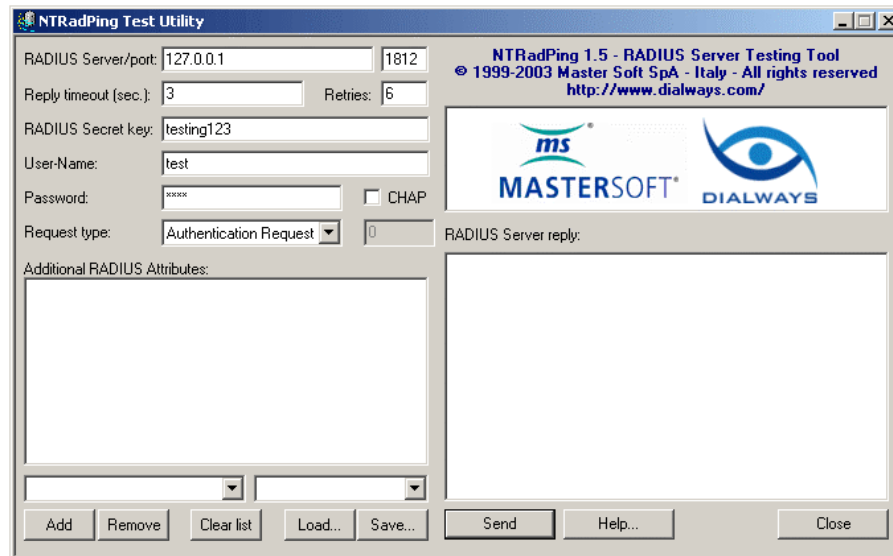 NTRadPing Test Utility
RADIUS Server/port: 127.0.0.1 1812
Reply timeout (sec.): 3 Retries: 6
RADIUS Secret key: testing123
User-Name: test
Password: xxxx CHAP
Request type: Authentication Request 0
Additional RADIUS Attributes:
Add Remove Clear list Load... Save...
NTRadPing 1.5 - RADIUS Server Testing Tool
© 1999-2003 Master Soft SpA - Italy - All rights reserved
http://www.dialways.com/
ms
MASTERSOFT
DIALWAYS
RADIUS Server reply:
Send Help... Close